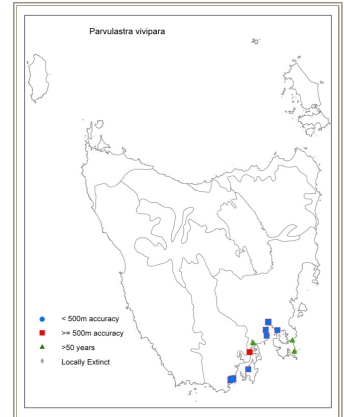 Parvulastra vivipara
< 500m accuracy
>= 500m accuracy
>50 years
Locally Extinct